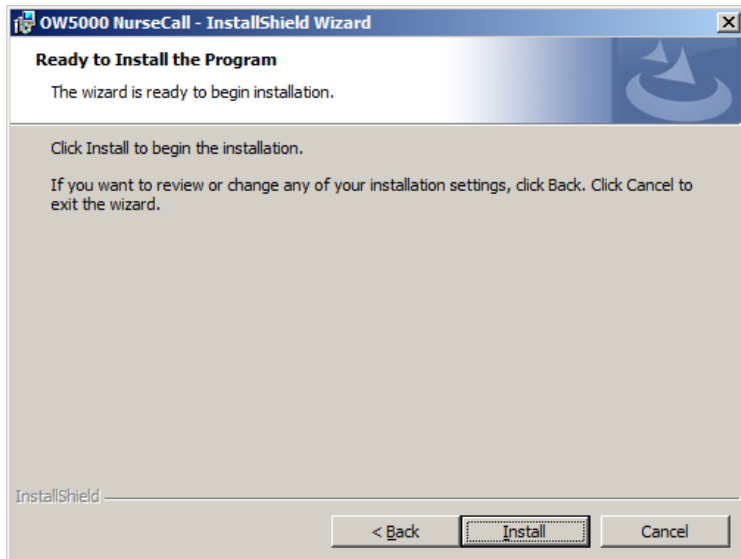 OW5000 NurseCall - InstallShield Wizard
Ready to Install the Program
The wizard is ready to begin installation.
Click Install to begin the installation.
If you want to review or change any of your installation settings, click Back. Click Cancel to
exit the wizard.
InstallShield
< Back Install Cancel